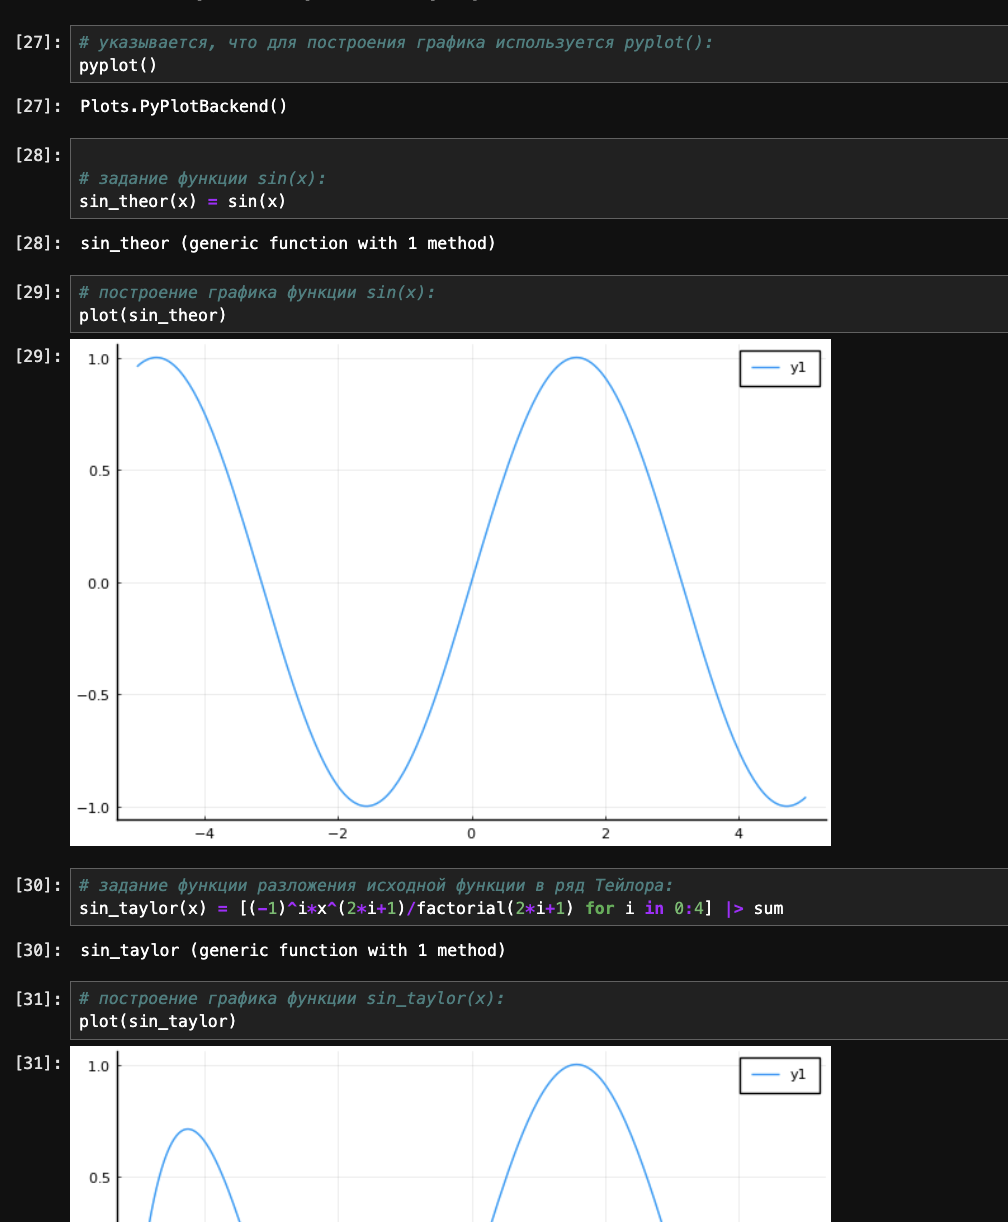 [27]: # указывается, что для построения графика используется pyplot():
pyplot()
[27]: Plots.PyPlotBackend()
[28]:
# задание функции sin(x):
sin_theor(x) = sin(x)
[28]: sin_theor (generic function with 1 method)
[29]: # построение графика функции sin(x):
plot(sin_theor)
[29]:
1.0
y1
0.5
0.0
−0.5
−1.0
−4 −2 0 2 4
[30]: # задание функции разложения исходной функции в ряд Тейлора:
sin_taylor(x) = [(-1)^i*x^(2*i+1)/factorial(2*i+1) for i in 0:4] |> sum
[30]: sin_taylor (generic function with 1 method)
[31]: # построение графика функции sin_taylor(x):
plot(sin_taylor)
[31]:
1.0
y1
0.5